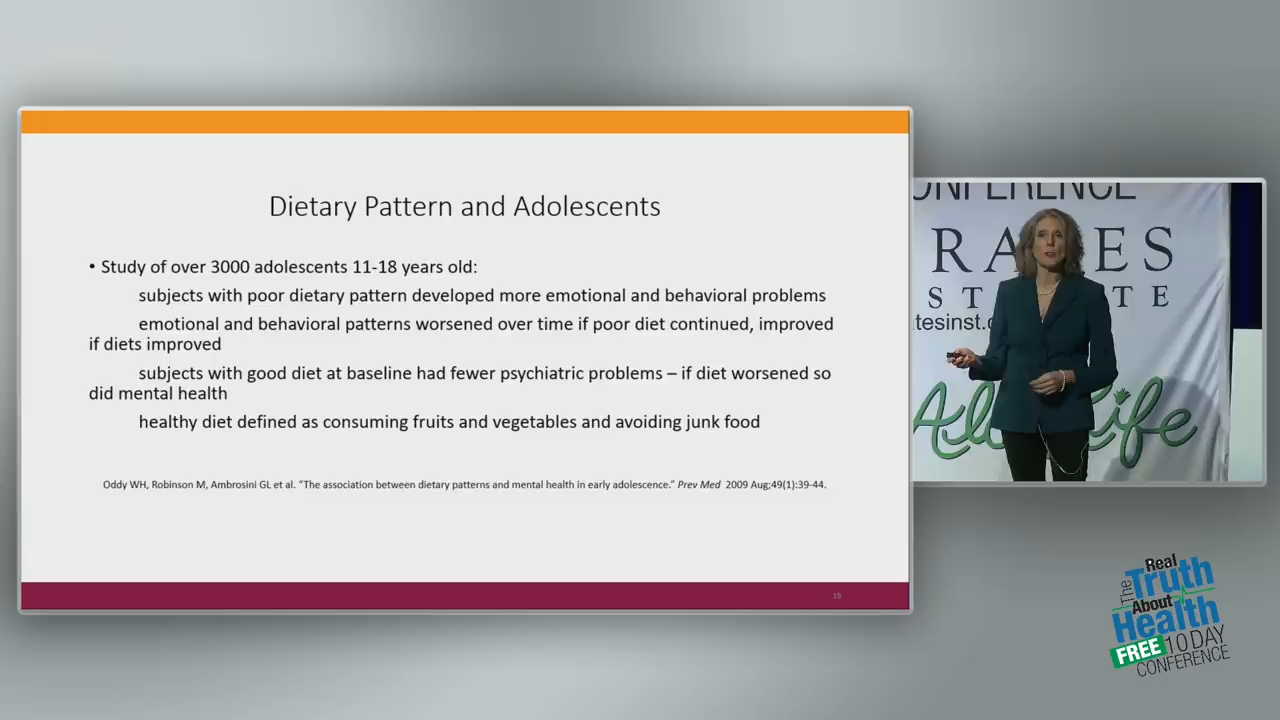 Dietary Pattern and Adolescents
• Study of over 3000 adolescents 11-18 years old:
subjects with poor dietary pattern developed more emotional and behavioral problems
emotional and behavioral patterns worsened over time if poor diet continued, improved
if diets improved
subjects with good diet at baseline had fewer psychiatric problems – if diet worsened so
did mental health
healthy diet defined as consuming fruits and vegetables and avoiding junk food
Oddy WH, Robinson M, Ambrosini GL et al. "The association between dietary patterns and mental health in early adolescence." Prev Med 2009 Aug;49(1):39-44.
19
CONFERENCE
The Real
Truth
About
Health
FREE 10 DAY
CONFERENCE